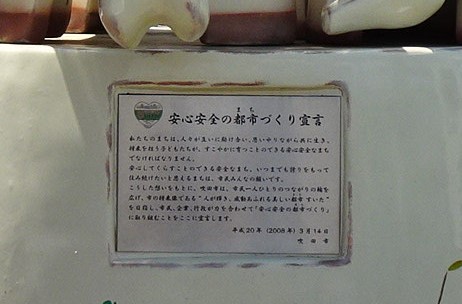 まち
安心安全の都市づくり宣言
私たちのまちは、人々が互いに助け合い、思いやりながら共に生き、
将来を担う子どもたちが、すこやかに育つことのできる安心安全なまち
でなければなりません。
安心してくらすことのできる安全なまち、いつまでも誇りをもって
住み続けたいと思えるまちは、市民みんなの願いです。
こうした想いをもとに、吹田市は、市民一人ひとりのつながりの輪を
広げ、市の将来像である“人が輝き、感動あふれる美しい都市 すいた”
を目指し、市民、企業、行政が力を合わせて「安心安全の都市づくり」
に取り組むことをここに宣言します。
平成20年(2008年)3月14日
吹田市